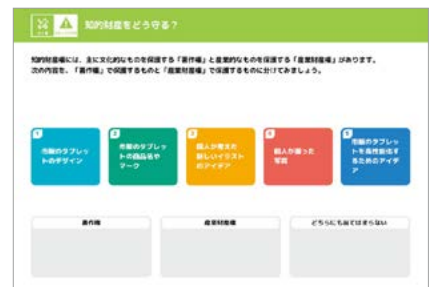 知的財産をどう守る？
知的財産権には、主に文化的なものを保護する「著作権」と産業的なものを保護する「産業財産権」があります。
次の内容を、「著作権」で保護するものと「産業財産権」で保護するものに分けてみましょう。
1
市販のタブレッ
トのデザイン
2
市販のタブレッ
トの商品名や
マーク
3
個人が考えた
新しいイラスト
のアイデア
4
個人が撮った
写真
5
市販のタブレッ
トを高性能化す
るためのアイデ
ア
著作権
産業財産権
どちらにも当てはまらない